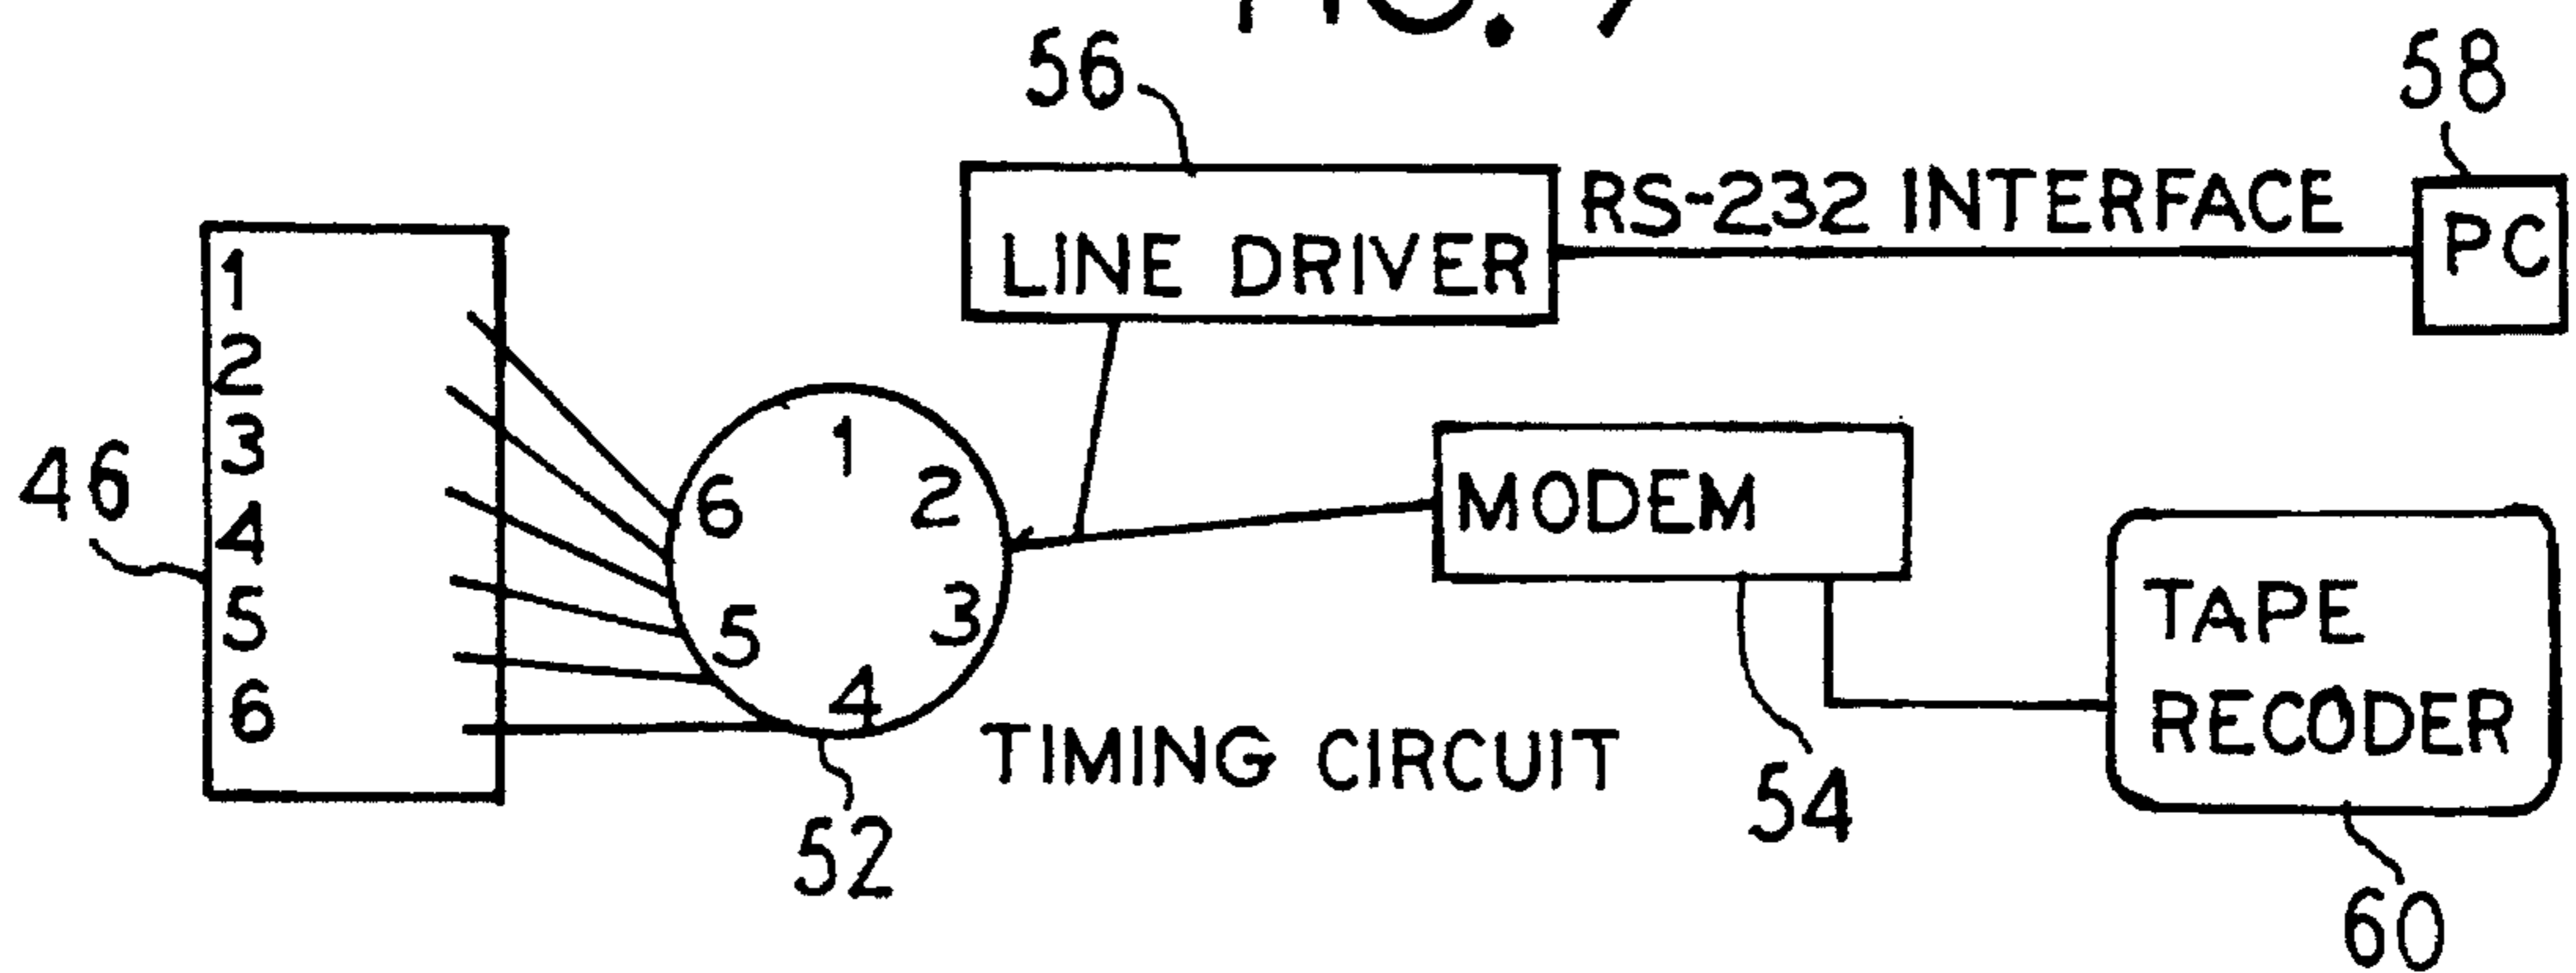 56
58
RS-232 INTERFACE
LINE DRIVER
PC
1
2
3
4
5
6
46
1
2
3
4
5
6
MODEM
TAPE
RECODER
TIMING CIRCUIT
52
54
60